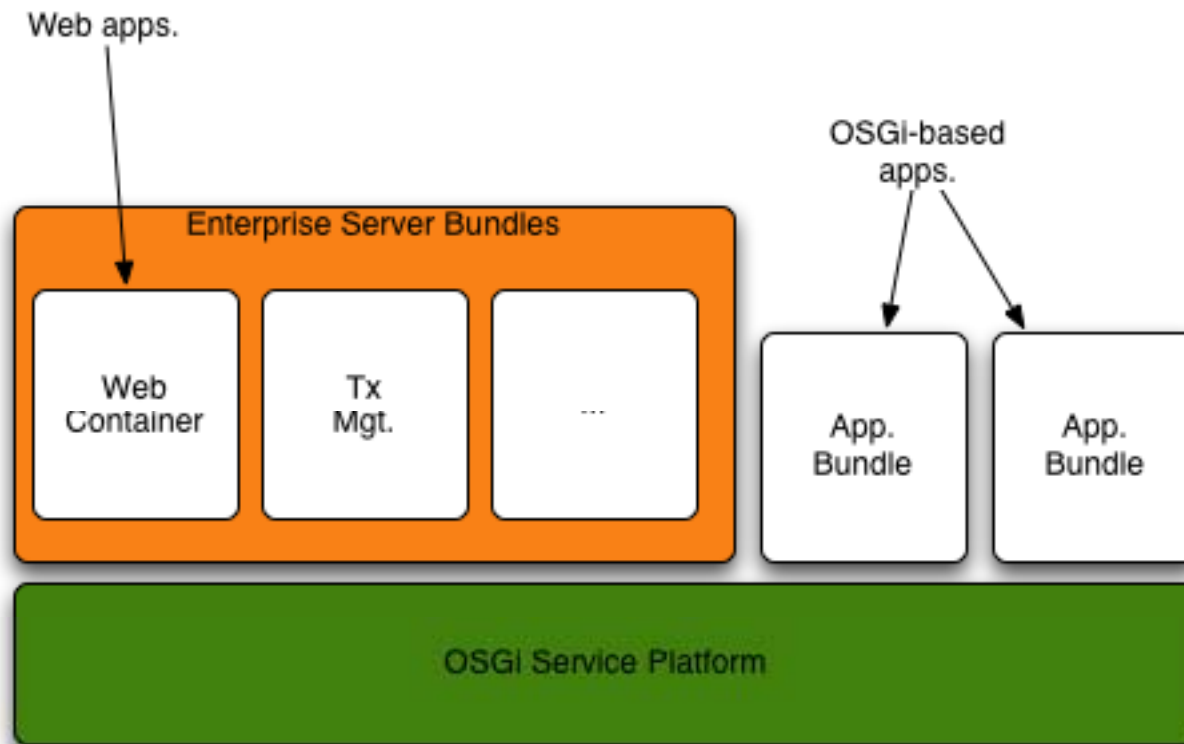 Web apps.
OSGi-based
apps.
Enterprise Server Bundles
Web
Container
Tx
Mgt.
...
App.
Bundle
App.
Bundle
OSGi Service Platform